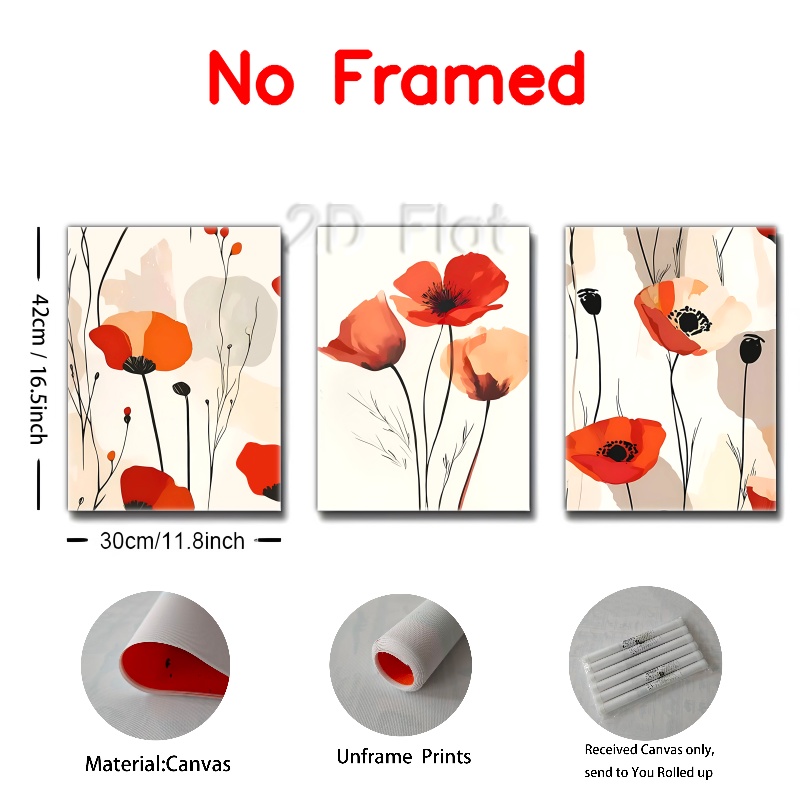 No Framed
2D Flat
42cm / 16.5inch
30cm/11.8inch
Material:Canvas
Unframe Prints
Received Canvas only,
send to You Rolled up